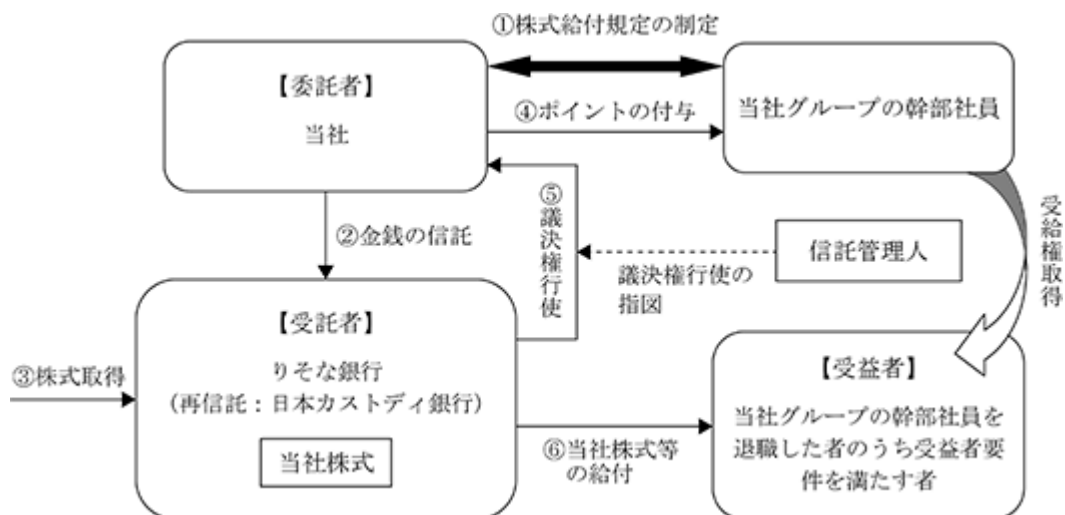 ①株式給付規定の制定
【委託者】
当社
④ポイントの付与
当社グループの幹部社員
②金銭の信託
⑤議決権行使
議決権行使の
指図
信託管理人
受給権取得
③株式取得
【受託者】
りそな銀行
(再信託：日本カストディ銀行)
当社株式
⑥当社株式等
の給付
【受益者】
当社グループの幹部社員を
退職した者のうち受益者要
件を満たす者